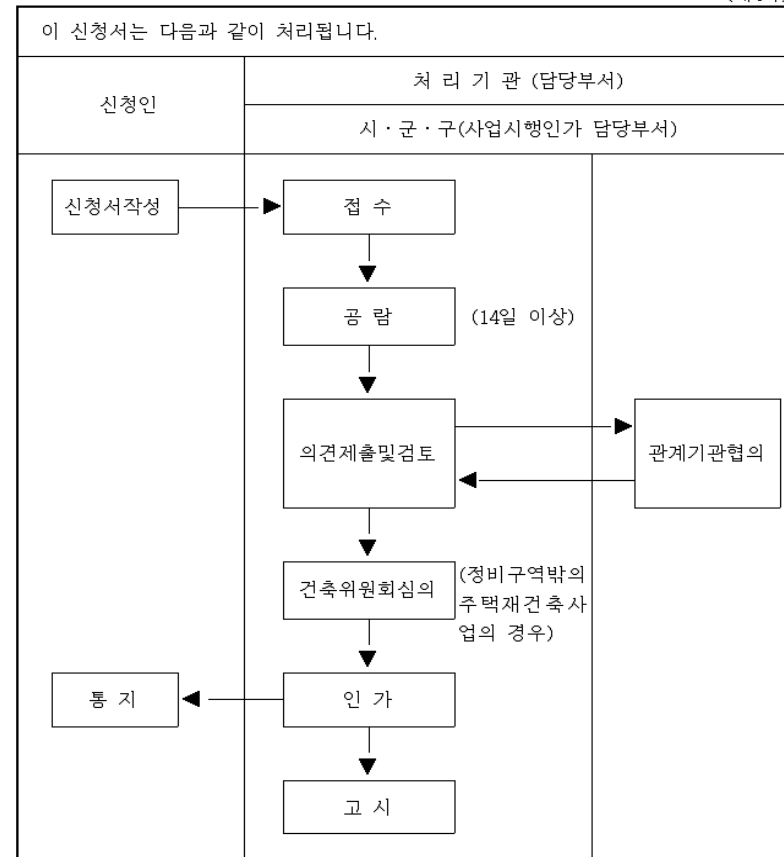 이 신청서는 다음과 같이 처리됩니다.
신청인
처 리 기 관 (담당부서)
시·군·구(사업시행인가 담당부서)
신청서작성
접 수
공 람
(14일 이상)
의견제출및검토
관계기관협의
건축위원회심의
(정비구역밖의
주택재건축사
업의 경우)
통 지
인 가
고 시